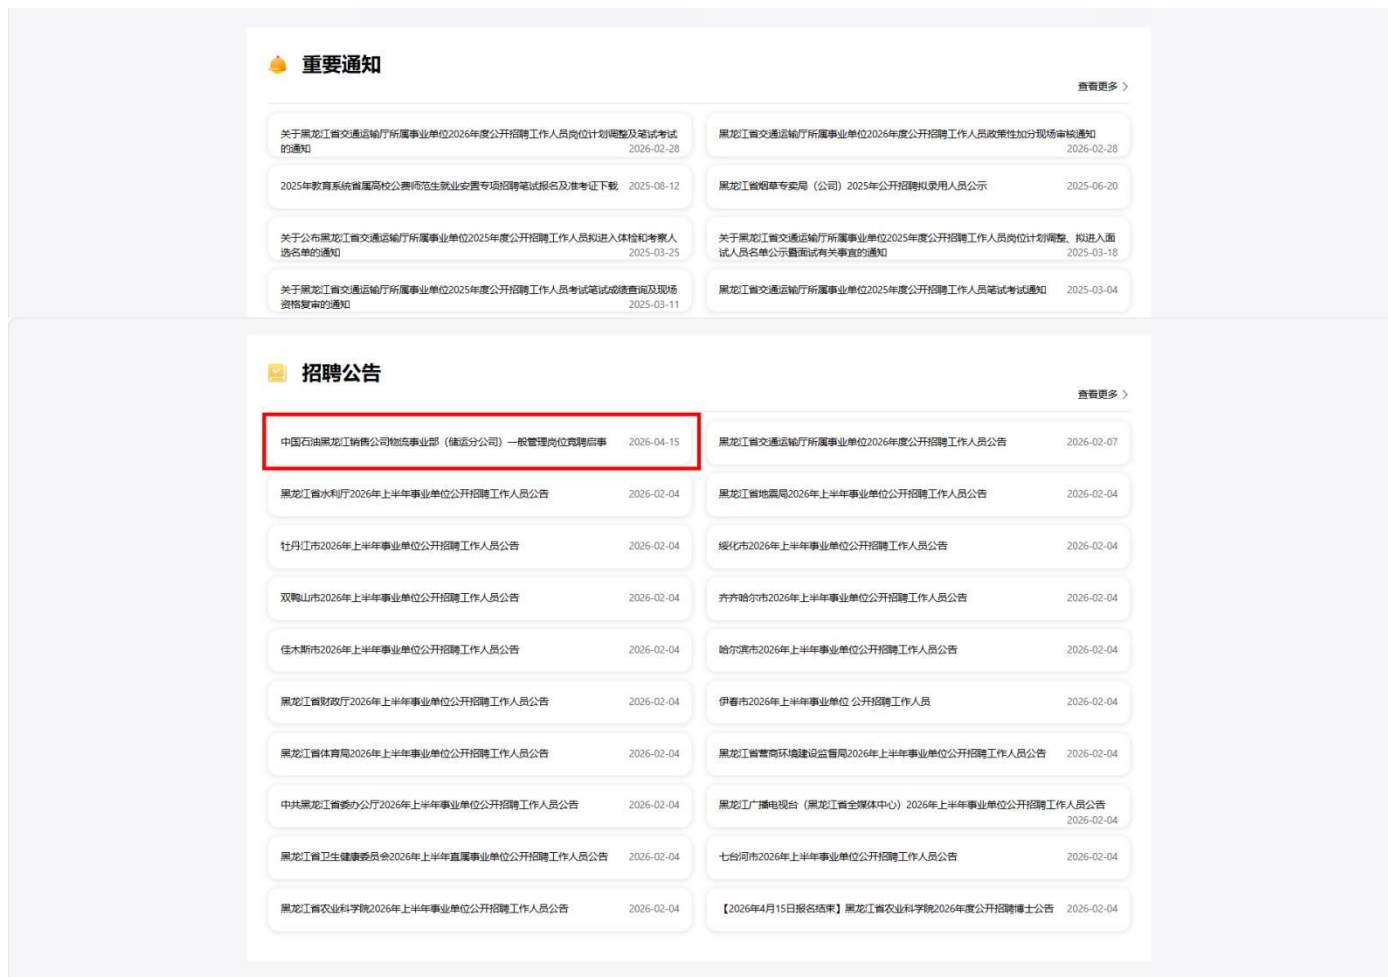 重要通知
查看更多 >
关于黑龙江省交通运输厅所属事业单位2026年度公开招聘工作人员岗位计划调整及笔试考试
的通知 2026-02-28
黑龙江省交通运输厅所属事业单位2026年度公开招聘工作人员政策性加分现场审核通知
2026-02-28
2025年教育系统省属高校公费师范生就业安置专项招聘笔试报名及准考证下载 2025-08-12
黑龙江省烟草专卖局（公司）2025年公开招聘拟录用人员公示 2025-06-20
关于公布黑龙江省交通运输厅所属事业单位2025年度公开招聘工作人员拟进入体检和考察人
选名单的通知 2025-03-25
关于黑龙江省交通运输厅所属事业单位2025年度公开招聘工作人员岗位计划调整、拟进入面
试人员名单公示暨面试有关事宜的通知 2025-03-18
关于黑龙江省交通运输厅所属事业单位2025年度公开招聘工作人员考试笔试成绩查询及现场
资格复审的通知 2025-03-11
黑龙江省交通运输厅所属事业单位2025年度公开招聘工作人员笔试考试通知 2025-03-04
招聘公告
查看更多 >
中国石油黑龙江销售公司物流事业部（储运分公司）一般管理岗位竞聘启事 2026-04-15
黑龙江省交通运输厅所属事业单位2026年度公开招聘工作人员公告 2026-02-07
黑龙江省水利厅2026年上半年事业单位公开招聘工作人员公告 2026-02-04
黑龙江省地震局2026年上半年事业单位公开招聘工作人员公告 2026-02-04
牡丹江市2026年上半年事业单位公开招聘工作人员公告 2026-02-04
绥化市2026年上半年事业单位公开招聘工作人员公告 2026-02-04
双鸭山市2026年上半年事业单位公开招聘工作人员公告 2026-02-04
齐齐哈尔市2026年上半年事业单位公开招聘工作人员公告 2026-02-04
佳木斯市2026年上半年事业单位公开招聘工作人员公告 2026-02-04
哈尔滨市2026年上半年事业单位公开招聘工作人员公告 2026-02-04
黑龙江省财政厅2026年上半年事业单位公开招聘工作人员公告 2026-02-04
伊春市2026年上半年事业单位 公开招聘工作人员 2026-02-04
黑龙江省体育局2026年上半年事业单位公开招聘工作人员公告 2026-02-04
黑龙江省营商环境建设监督局2026年上半年事业单位公开招聘工作人员公告 2026-02-04
中共黑龙江省委办公厅2026年上半年事业单位公开招聘工作人员公告 2026-02-04
黑龙江广播电视台（黑龙江省全媒体中心）2026年上半年事业单位公开招聘工作人员公告
2026-02-04
黑龙江省卫生健康委员会2026年上半年直属事业单位公开招聘工作人员公告 2026-02-04
七台河市2026年上半年事业单位公开招聘工作人员公告 2026-02-04
黑龙江省农业科学院2026年上半年事业单位公开招聘工作人员公告 2026-02-04
【2026年4月15日报名结束】黑龙江省农业科学院2026年度公开招聘博士公告 2026-02-04